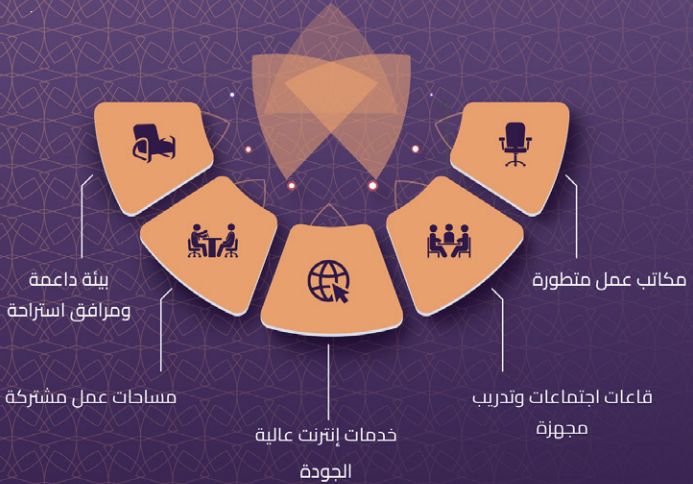 مكاتب عمل متطورة
قاعات اجتماعات وتدريب
مجهزة
خدمات إنترنت عالية
الجودة
مساحات عمل مشتركة
بيئة داعمة
ومرافق استراحة